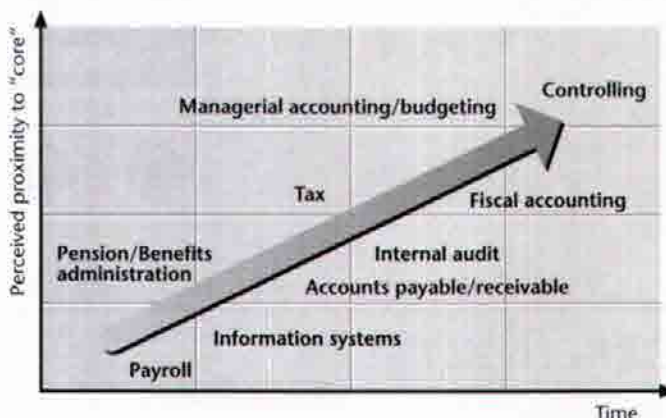 Perceived proximity to "core"
Controlling
Managerial accounting/budgeting
Tax
Fiscal accounting
Pension/Benefits
administration
Internal audit
Accounts payable/receivable
Information systems
Payroll
Time